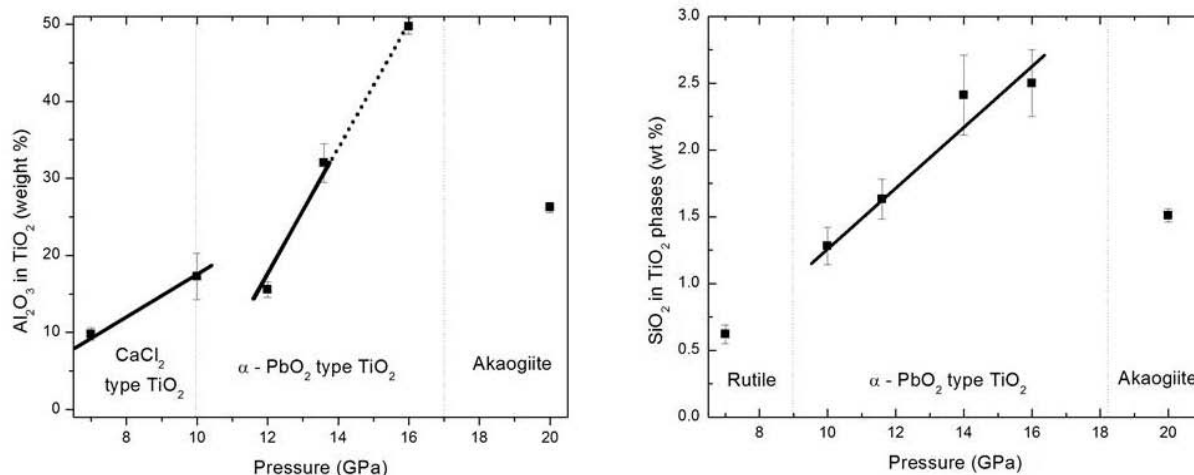 Al₂O₃ in TiO₂ (weight %)
50
40
30
20
10
0
CaCl₂
type TiO₂
α - PbO₂ type TiO₂
Akaogiite
8
10
12
14
16
18
20
Pressure (GPa)
SiO₂ in TiO₂ phases (wt %)
3.0
2.5
2.0
1.5
1.0
0.5
0.0
Rutile
α - PbO₂ type TiO₂
Akaogiite
8
10
12
14
16
18
20
Pressure (GPa)